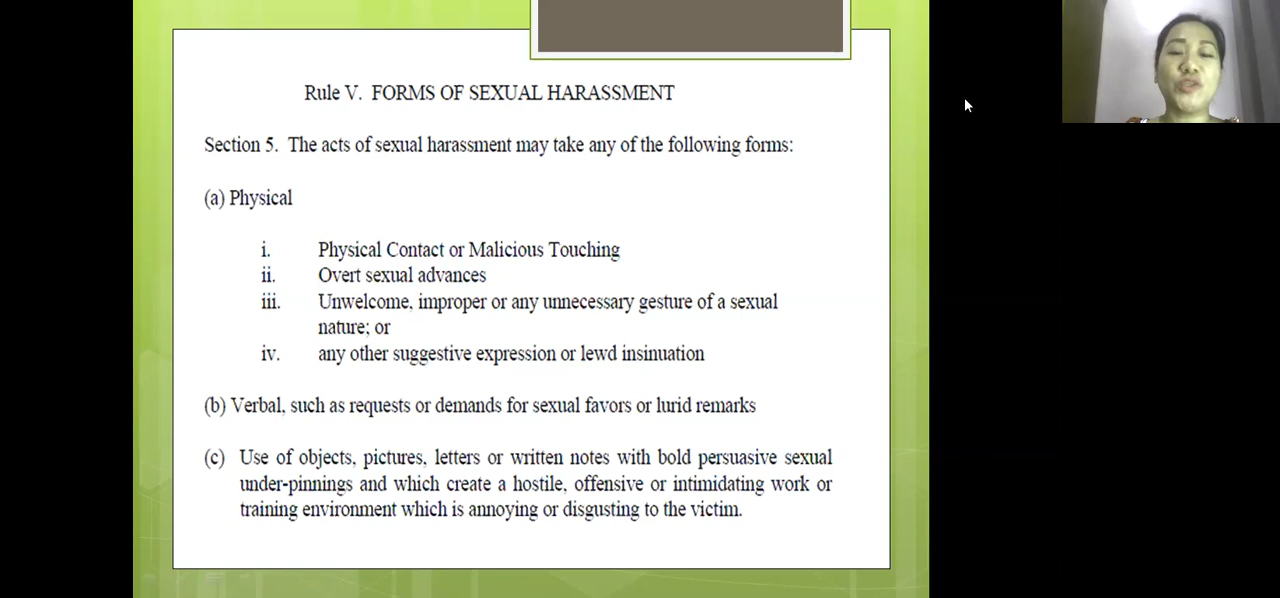 Rule V. FORMS OF SEXUAL HARASSMENT
Section 5. The acts of sexual harassment may take any of the following forms:
(a) Physical
i. Physical Contact or Malicious Touching
ii. Overt sexual advances
iii. Unwelcome, improper or any unnecessary gesture of a sexual
nature; or
iv. any other suggestive expression or lewd insinuation
(b) Verbal, such as requests or demands for sexual favors or lurid remarks
(c) Use of objects, pictures, letters or written notes with bold persuasive sexual
under-pinnings and which create a hostile, offensive or intimidating work or
training environment which is annoying or disgusting to the victim.